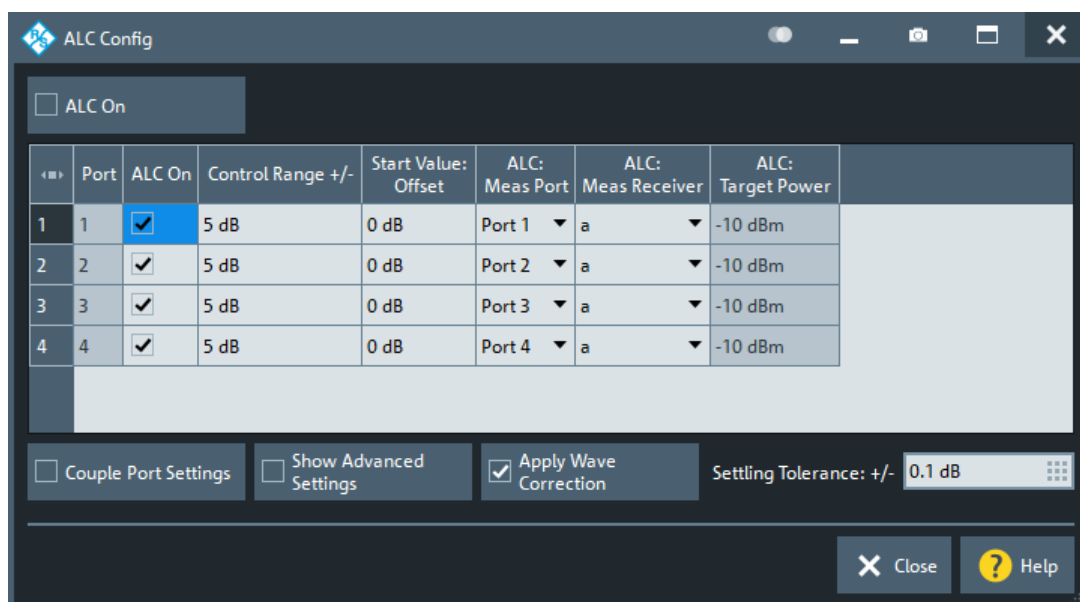 R&S ALC Config
ALC On
Port ALC On Control Range +/- Start Value: Offset ALC: Meas Port ALC: Meas Receiver ALC: Target Power
1 1 5 dB 0 dB Port 1 a -10 dBm
2 2 5 dB 0 dB Port 2 a -10 dBm
3 3 5 dB 0 dB Port 3 a -10 dBm
4 4 5 dB 0 dB Port 4 a -10 dBm
Couple Port Settings Show Advanced Settings Apply Wave Correction Settling Tolerance: +/- 0.1 dB
Close ? Help